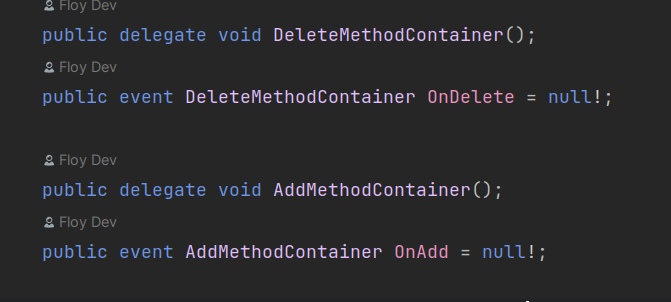 Floy Dev
public delegate void DeleteMethodContainer();
Floy Dev
public event DeleteMethodContainer OnDelete = null!;
Floy Dev
public delegate void AddMethodContainer();
Floy Dev
public event AddMethodContainer OnAdd = null!;